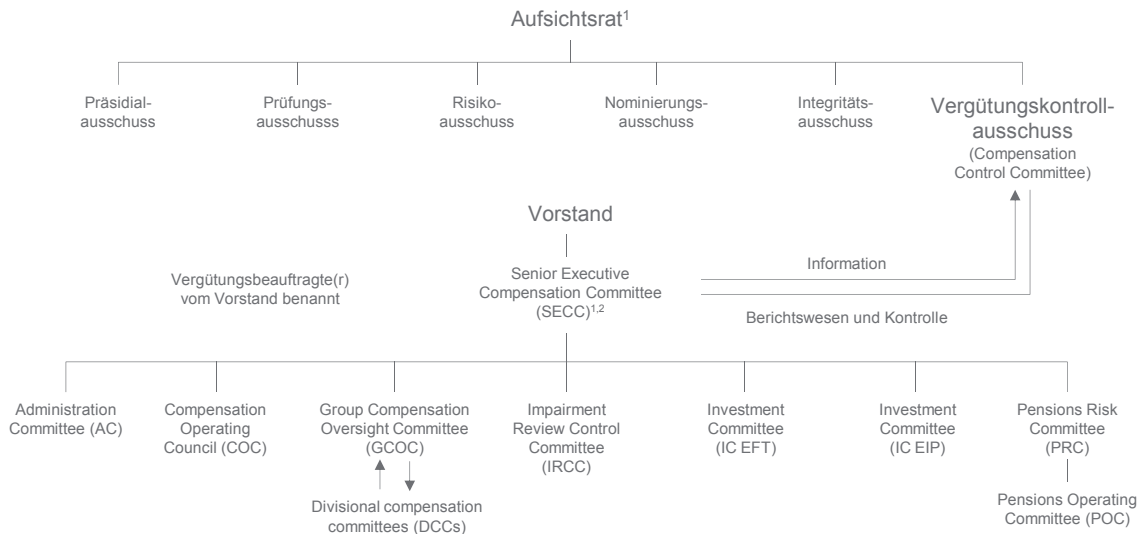 Aufsichtsrat1
Präsidial-
ausschuss
Prüfungs-
ausschusss
Risiko-
ausschuss
Nominierungs-
ausschuss
Integritäts-
ausschuss
Vergütungskontroll-
ausschuss
(Compensation
Control Committee)
Vorstand
Vergütungsbeauftragte(r)
vom Vorstand benannt
Senior Executive
Compensation Committee
(SECC)1,2
Information
Berichtswesen und Kontrolle
Administration
Committee (AC)
Compensation
Operating
Council (COC)
Group Compensation
Oversight Committee
(GCOC)
Impairment
Review Control
Committee
(IRCC)
Investment
Committee
(IC EFT)
Investment
Committee
(IC EIP)
Pensions Risk
Committee
(PRC)
Divisional compensation
committees (DCCs)
Pensions Operating
Committee (POC)